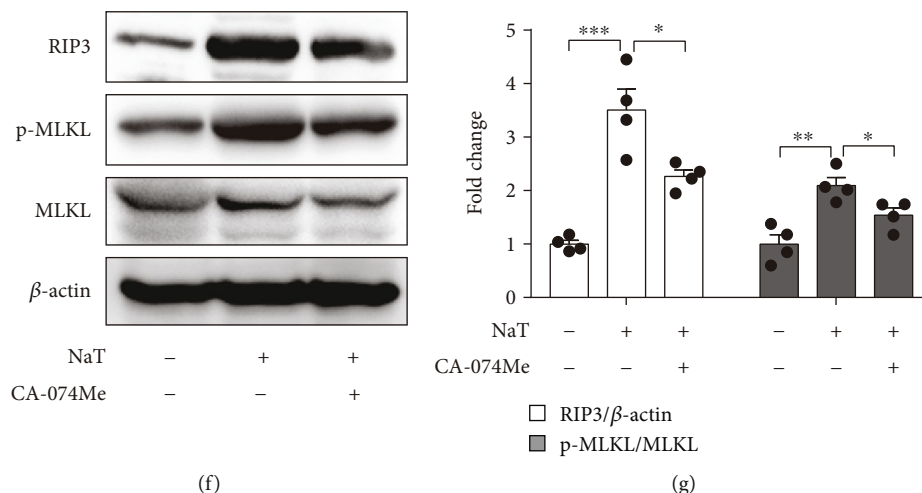 RIP3
p-MLKL
MLKL
β-actin
NaT – + +
CA-074Me – – +
(f)
Fold change
5
4
3
2
1
0
*** * ** *
NaT – + + – + +
CA-074Me – – + – – +
RIP3/β-actin
p-MLKL/MLKL
(g)